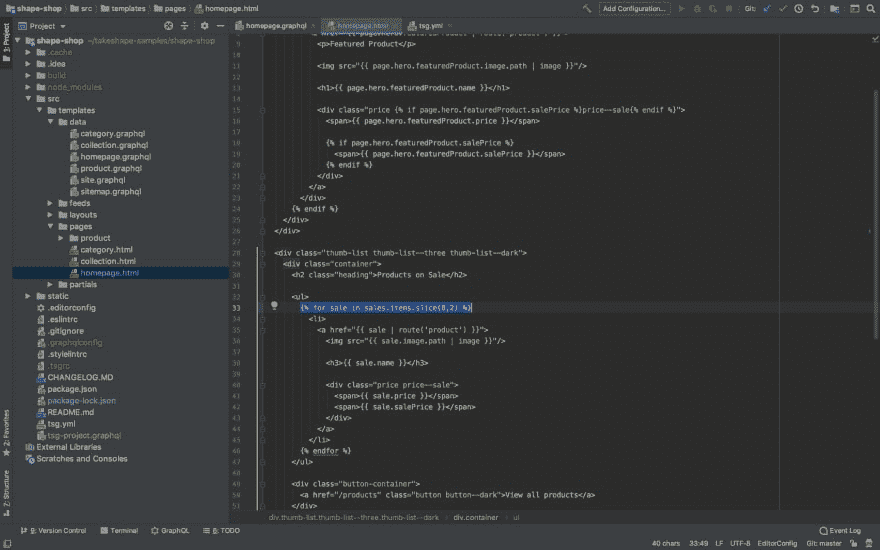 shape-shop
src
templates
pages
homepage.html
Add Configuration...
Git:
Project
homepage.graphql
homepage.html
tsg.yml
1: Project
shape-shop ~/takeshape-samples/shape-shop
.cache
.idea
build
node_modules
src
templates
data
category.graphql
collection.graphql
homepage.graphql
product.graphql
site.graphql
sitemap.graphql
feeds
layouts
pages
product
category.html
collection.html
homepage.html
partials
static
.editorconfig
.eslintrc
.gitignore
.graphqlconfig
.stylelintrc
.tsgrc
CHANGELOG.MD
package.json
package-lock.json
README.md
tsg.yml
tsg-project.graphql
External Libraries
Scratches and Consoles
2: Favorites
7: Structure
9 <p>Featured Product</p>
10
11 <img src="{{ page.hero.featuredProduct.image.path | image }}"/>
12
13 <h1>{{ page.hero.featuredProduct.name }}</h1>
14
15 <div class="price {% if page.hero.featuredProduct.salePrice %}price--sale{% endif %}">
16 <span>{{ page.hero.featuredProduct.price }}</span>
17
18 {% if page.hero.featuredProduct.salePrice %}
19 <span>{{ page.hero.featuredProduct.salePrice }}</span>
20 {% endif %}
21 </div>
22 </a>
23 </div>
24 {% endif %}
25 </div>
26 </div>
27
28 <div class="thumb-list thumb-list--three thumb-list--dark">
29 <div class="container">
30 <h2 class="heading">Products on Sale</h2>
31
32 <ul>
33 {% for sale in sales.items.slice(0,2) %}
34 <li>
35 <a href="{{ sale | route('product') }}">
36 <img src="{{ sale.image.path | image }}"/>
37
38 <h3>{{ sale.name }}</h3>
39
40 <div class="price price--sale">
41 <span>{{ sale.price }}</span>
42 <span>{{ sale.salePrice }}</span>
43 </div>
44 </a>
45 </li>
46 {% endfor %}
47 </ul>
48
49 <div class="button-container">
50 <a href="/products" class="button button--dark">View all products</a>
51 </div>
div.thumb-list.thumb-list--three.thumb-list--dark
div.container
ul
9: Version Control
Terminal
GraphQL
6: TODO
Event Log
40 chars
33:49
LF
UTF-8
EditorConfig
Git: master